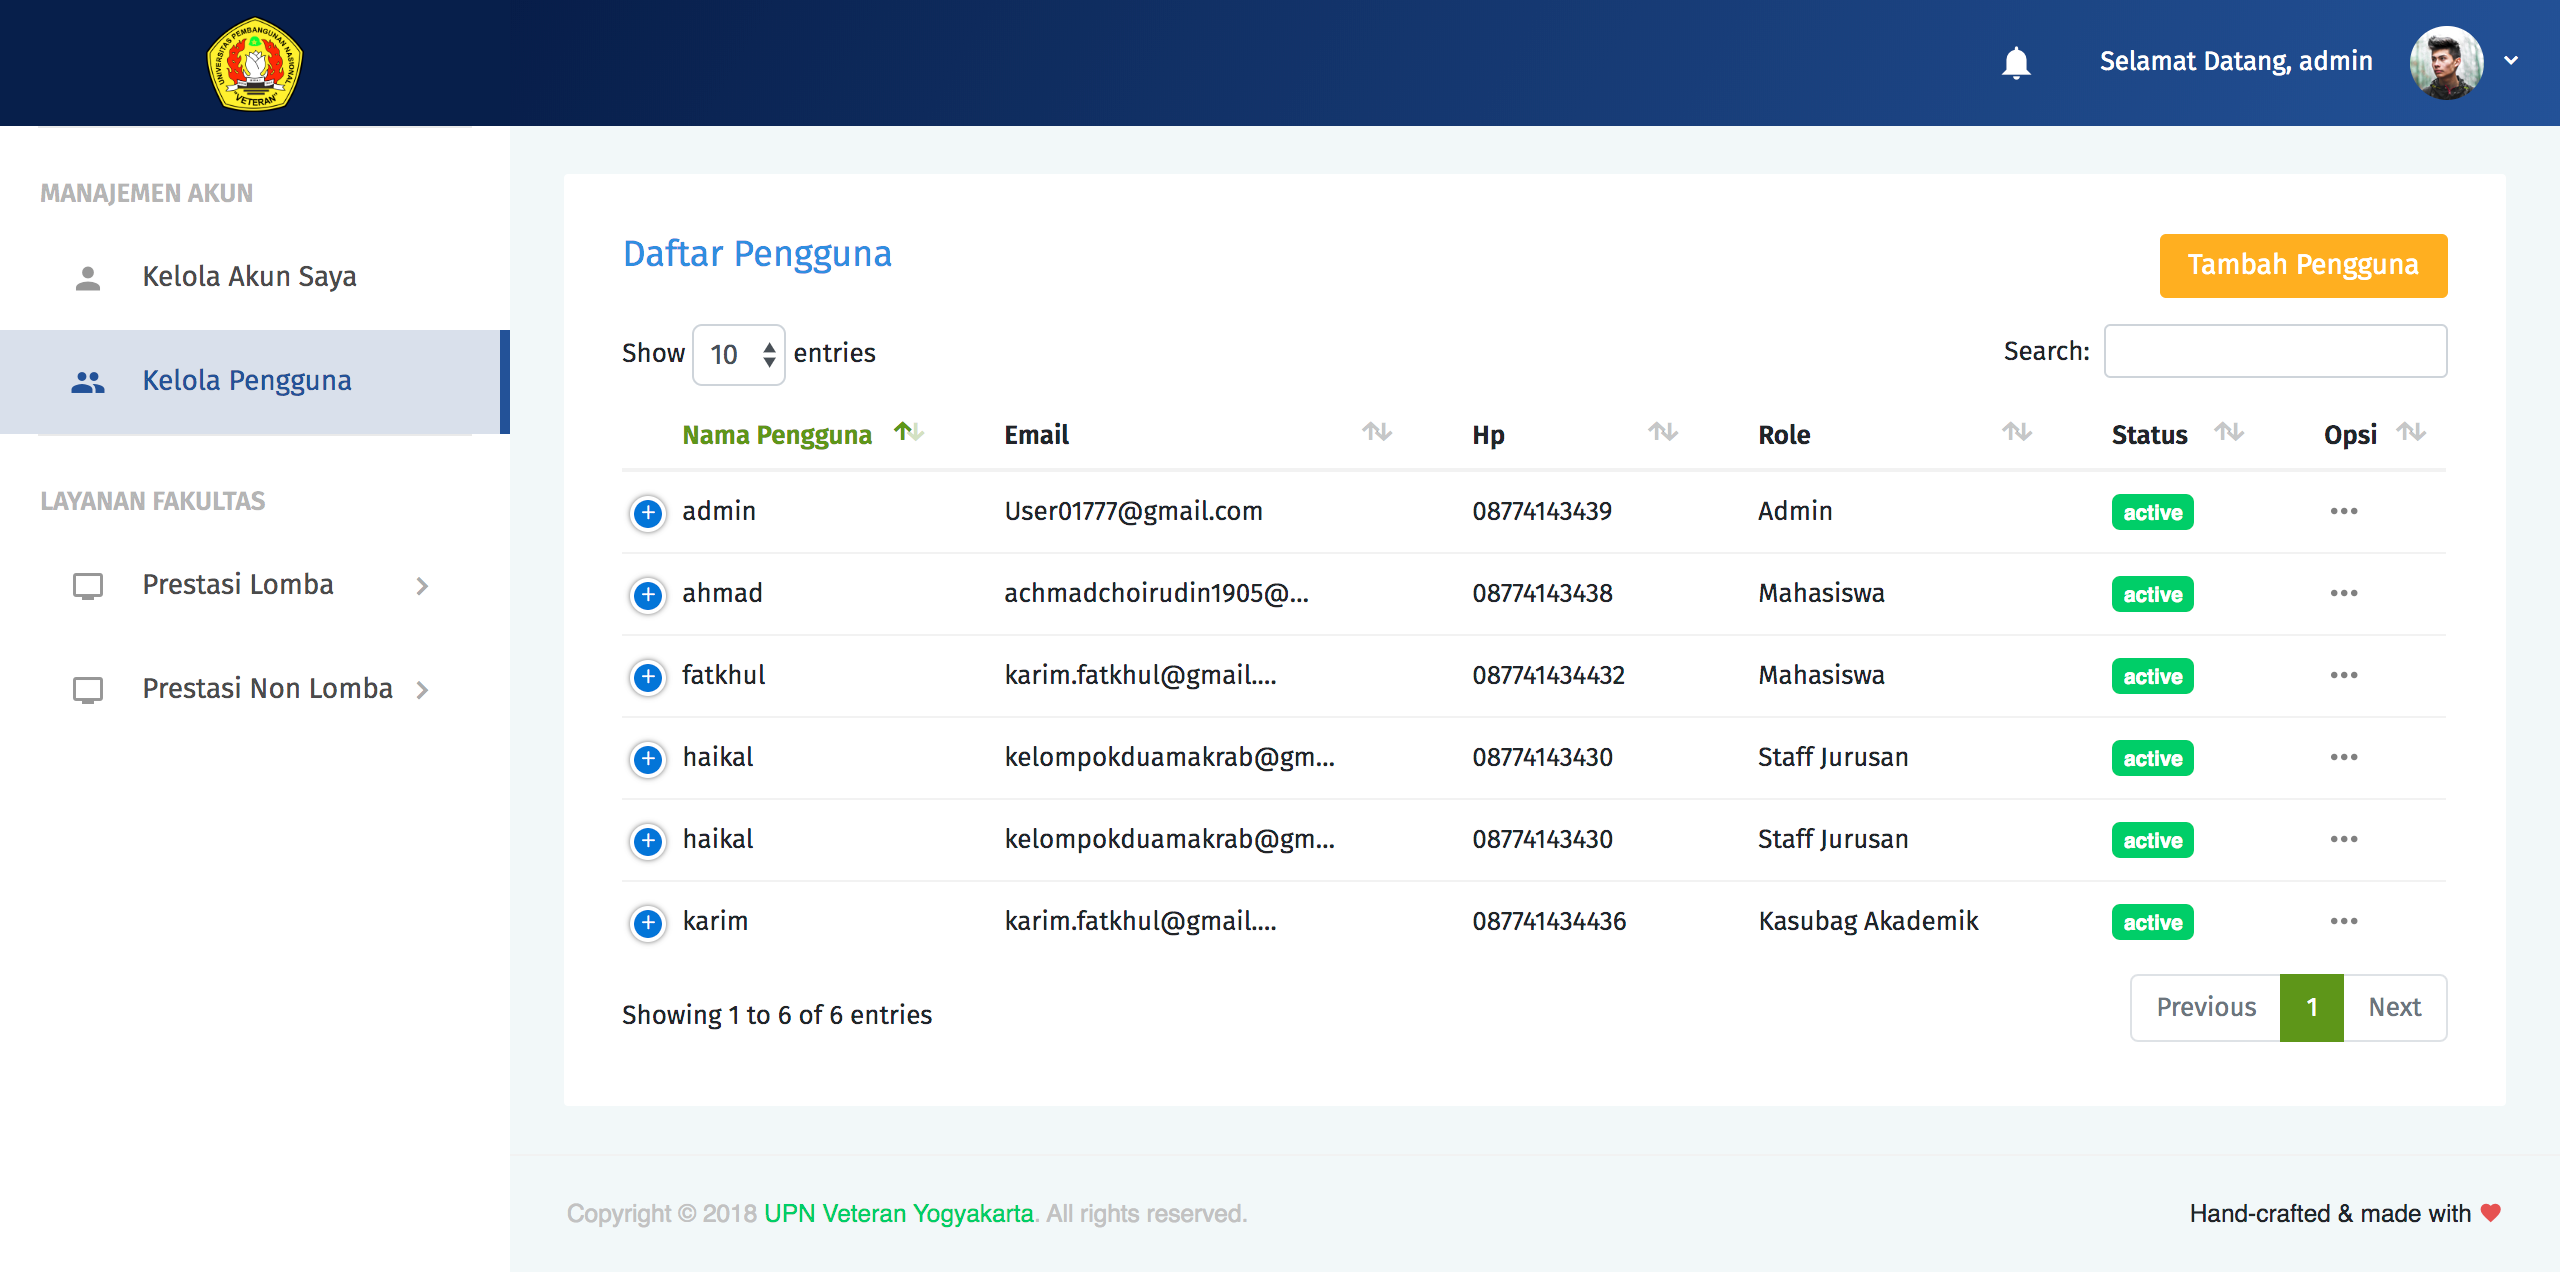 UNIVERSITAS PEMBANGUNAN NASIONAL
"VETERAN"
Selamat Datang, admin
MANAJEMEN AKUN
Kelola Akun Saya
Kelola Pengguna
LAYANAN FAKULTAS
Prestasi Lomba
Prestasi Non Lomba
Daftar Pengguna
Tambah Pengguna
Show 10 entries
Search:
Nama Pengguna Email Hp Role Status Opsi
admin User01777@gmail.com 08774143439 Admin active
ahmad achmadchoirudin1905@... 08774143438 Mahasiswa active
fatkhul karim.fatkhul@gmail.... 087741434432 Mahasiswa active
haikal kelompokduamakrab@gm... 08774143430 Staff Jurusan active
haikal kelompokduamakrab@gm... 08774143430 Staff Jurusan active
karim karim.fatkhul@gmail.... 087741434436 Kasubag Akademik active
Showing 1 to 6 of 6 entries
Previous 1 Next
Copyright © 2018 UPN Veteran Yogyakarta. All rights reserved.
Hand-crafted & made with